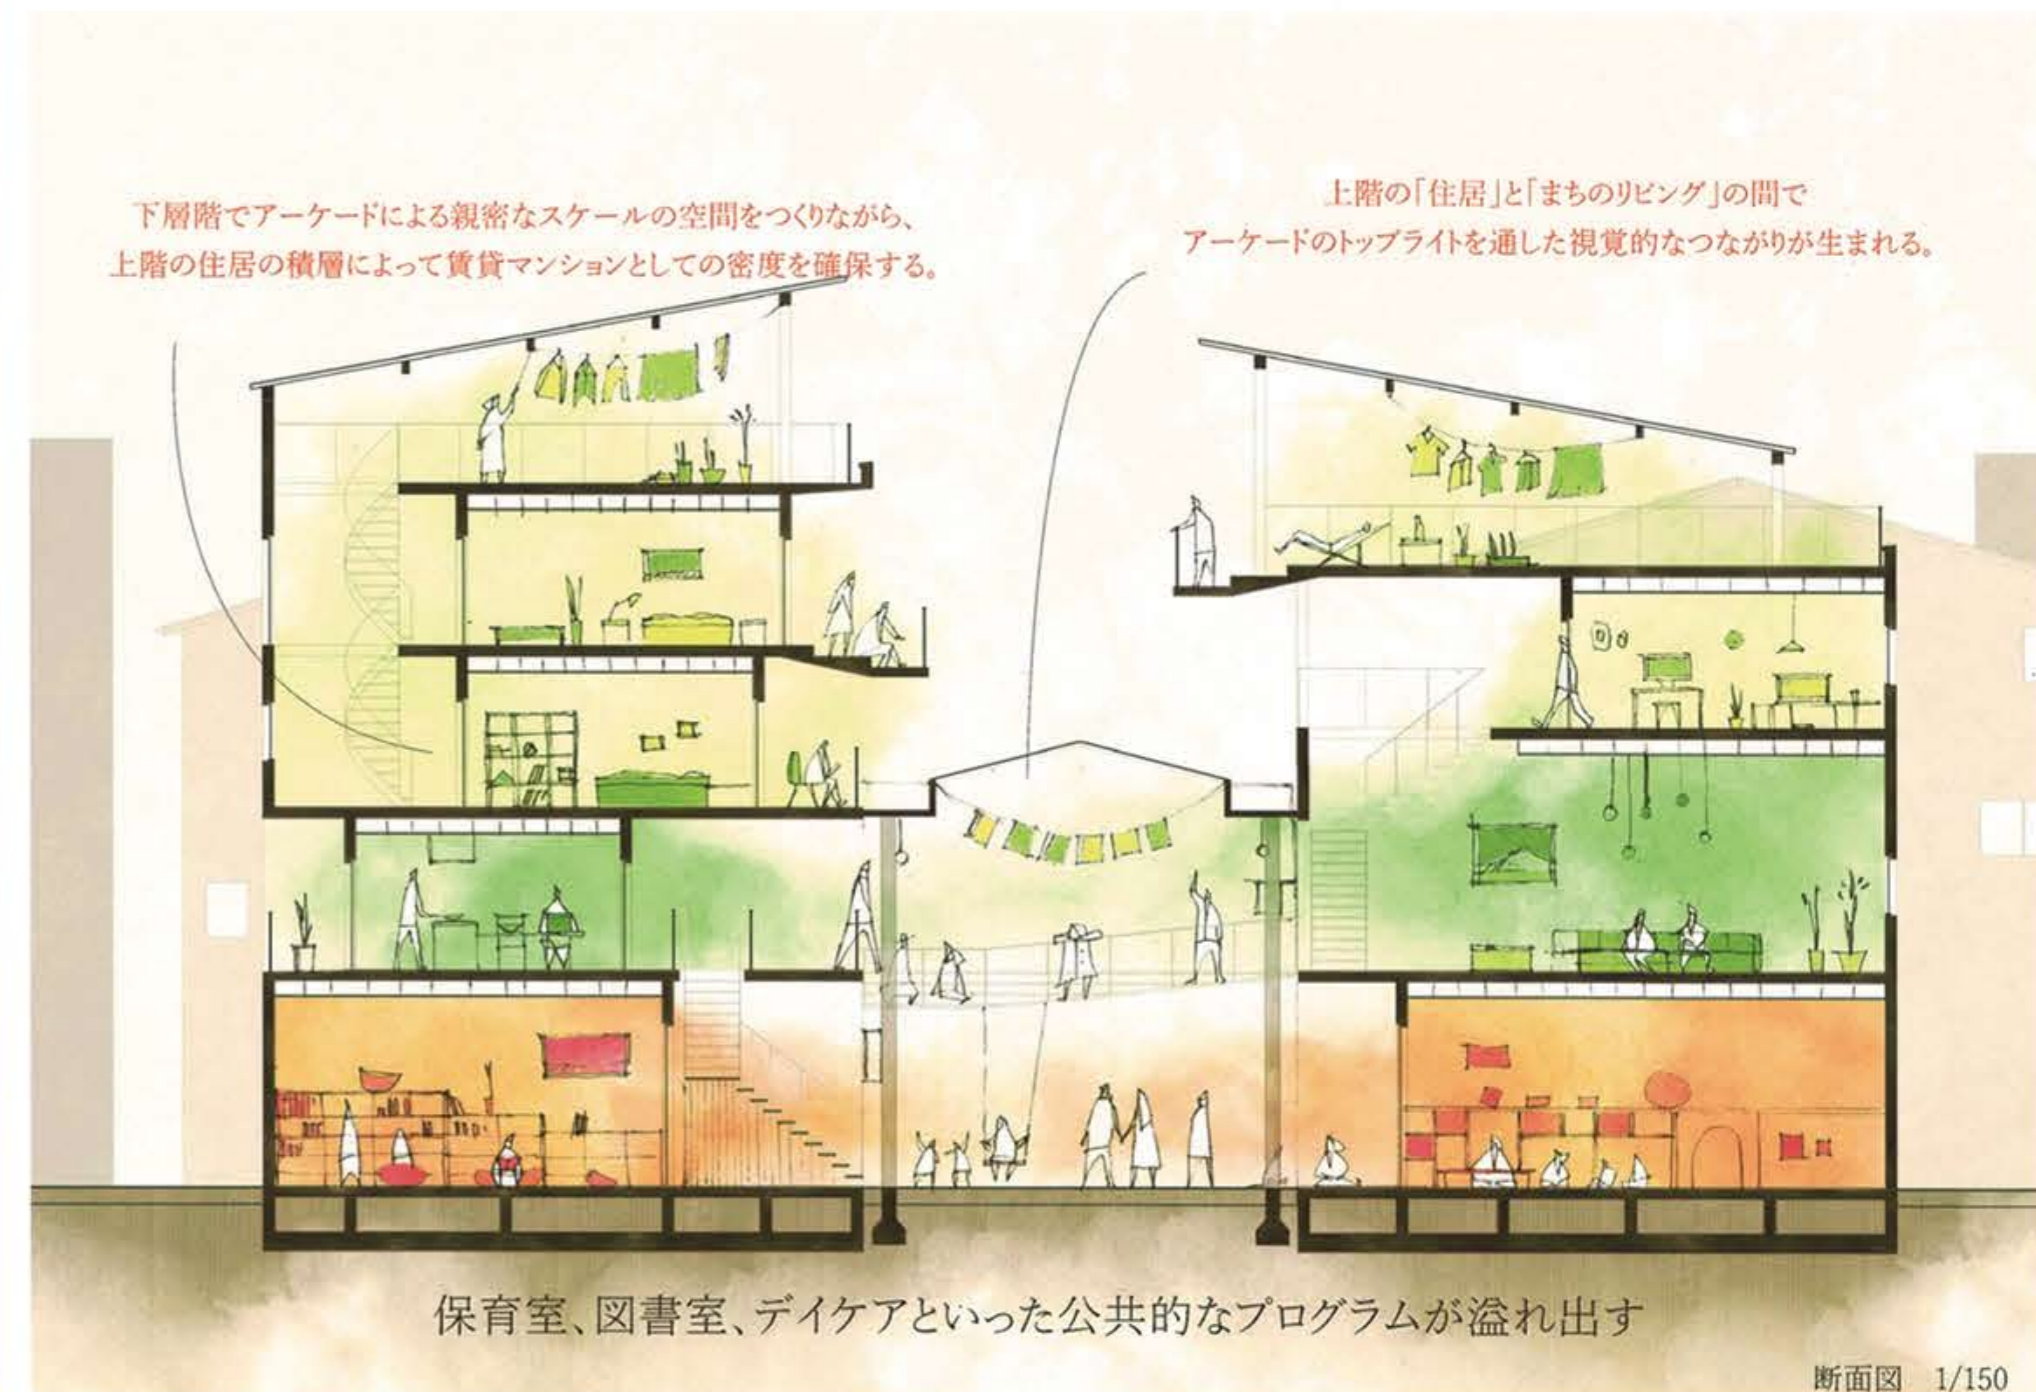 下層階でアーケードによる親密なスケールの空間をつくりながら、
上階の住居の積層によって賃貸マンションとしての密度を確保する。
上階の「住居」と「まちのリビング」の間で
アーケードのトップライトを通した視覚的なつながりが生まれる。
保育室、図書室、デイケアといった公共的なプログラムが溢れ出す
断面図 1/150